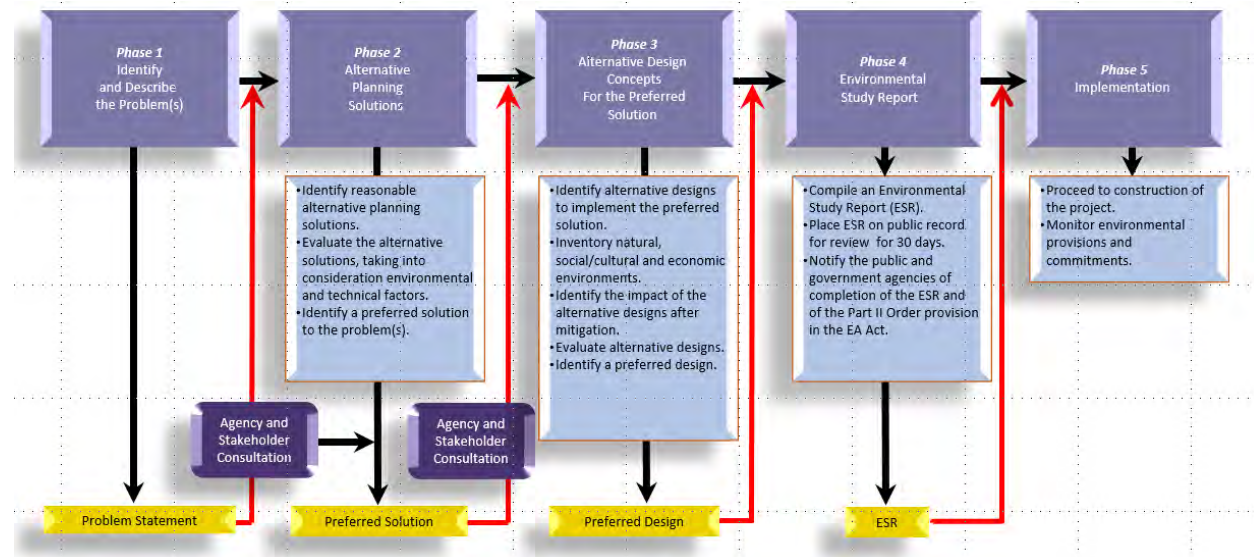 Phase 1
Identify
and Describe
the Problem(s)
Phase 2
Alternative
Planning
Solutions
Phase 3
Alternative Design
Concepts
For the Preferred
Solution
Phase 4
Environmental
Study Report
Phase 5
Implementation
•Identify reasonable
alternative planning
solutions.
•Evaluate the alternative
solutions, taking into
consideration environmental
and technical factors.
•Identify a preferred solution
to the problem(s).
•Identify alternative designs
to implement the preferred
solution.
•Inventory natural,
social/cultural and economic
environments.
•Identify the impact of the
alternative designs after
mitigation.
•Evaluate alternative designs.
•Identify a preferred design.
•Compile an Environmental
Study Report (ESR).
•Place ESR on public record
for review for 30 days.
•Notify the public and
government agencies of
completion of the ESR and
of the Part II Order provision
in the EA Act.
•Proceed to construction of
the project.
•Monitor environmental
provisions and
commitments.
Agency and
Stakeholder
Consultation
Agency and
Stakeholder
Consultation
Problem Statement
Preferred Solution
Preferred Design
ESR